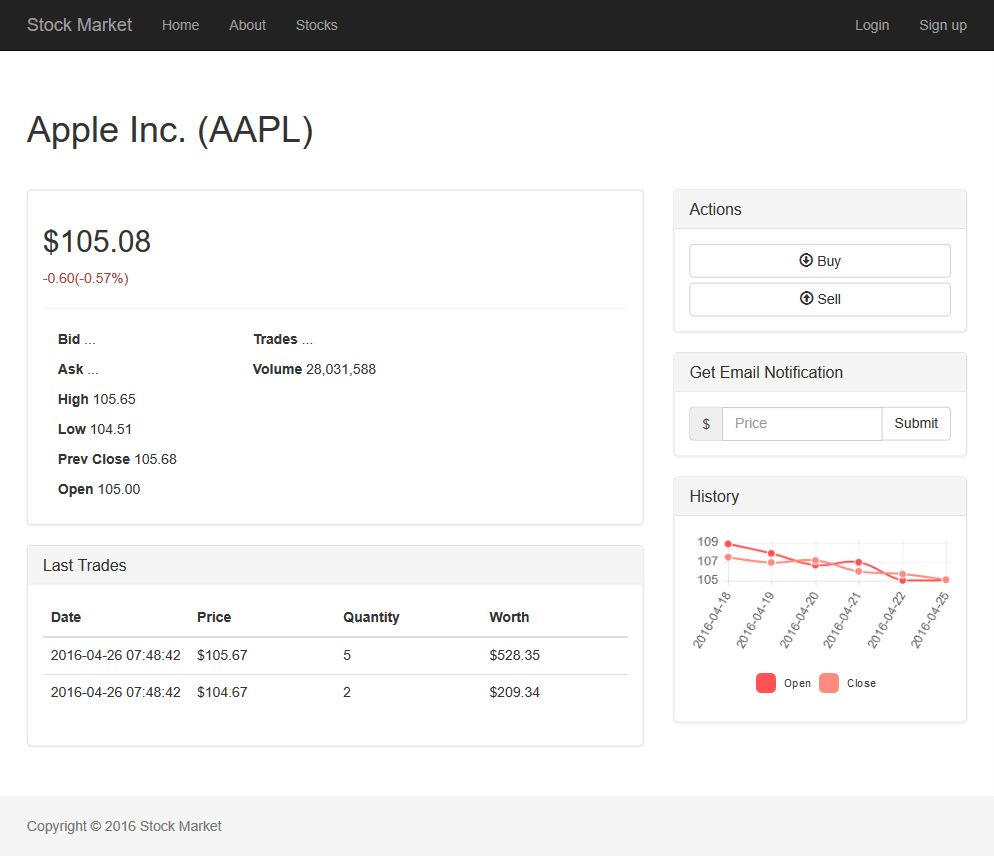 Stock Market Home About Stocks Login Sign up
Apple Inc. (AAPL)
$105.08
-0.60(-0.57%)
Bid ...
Ask ...
High 105.65
Low 104.51
Prev Close 105.68
Open 105.00
Trades ...
Volume 28,031,588
Last Trades
Date Price Quantity Worth
2016-04-26 07:48:42 $105.67 5 $528.35
2016-04-26 07:48:42 $104.67 2 $209.34
Actions
Buy
Sell
Get Email Notification
$ Price Submit
History
109
107
105
2016-04-18 2016-04-19 2016-04-20 2016-04-21 2016-04-22 2016-04-25
Open Close
Copyright © 2016 Stock Market